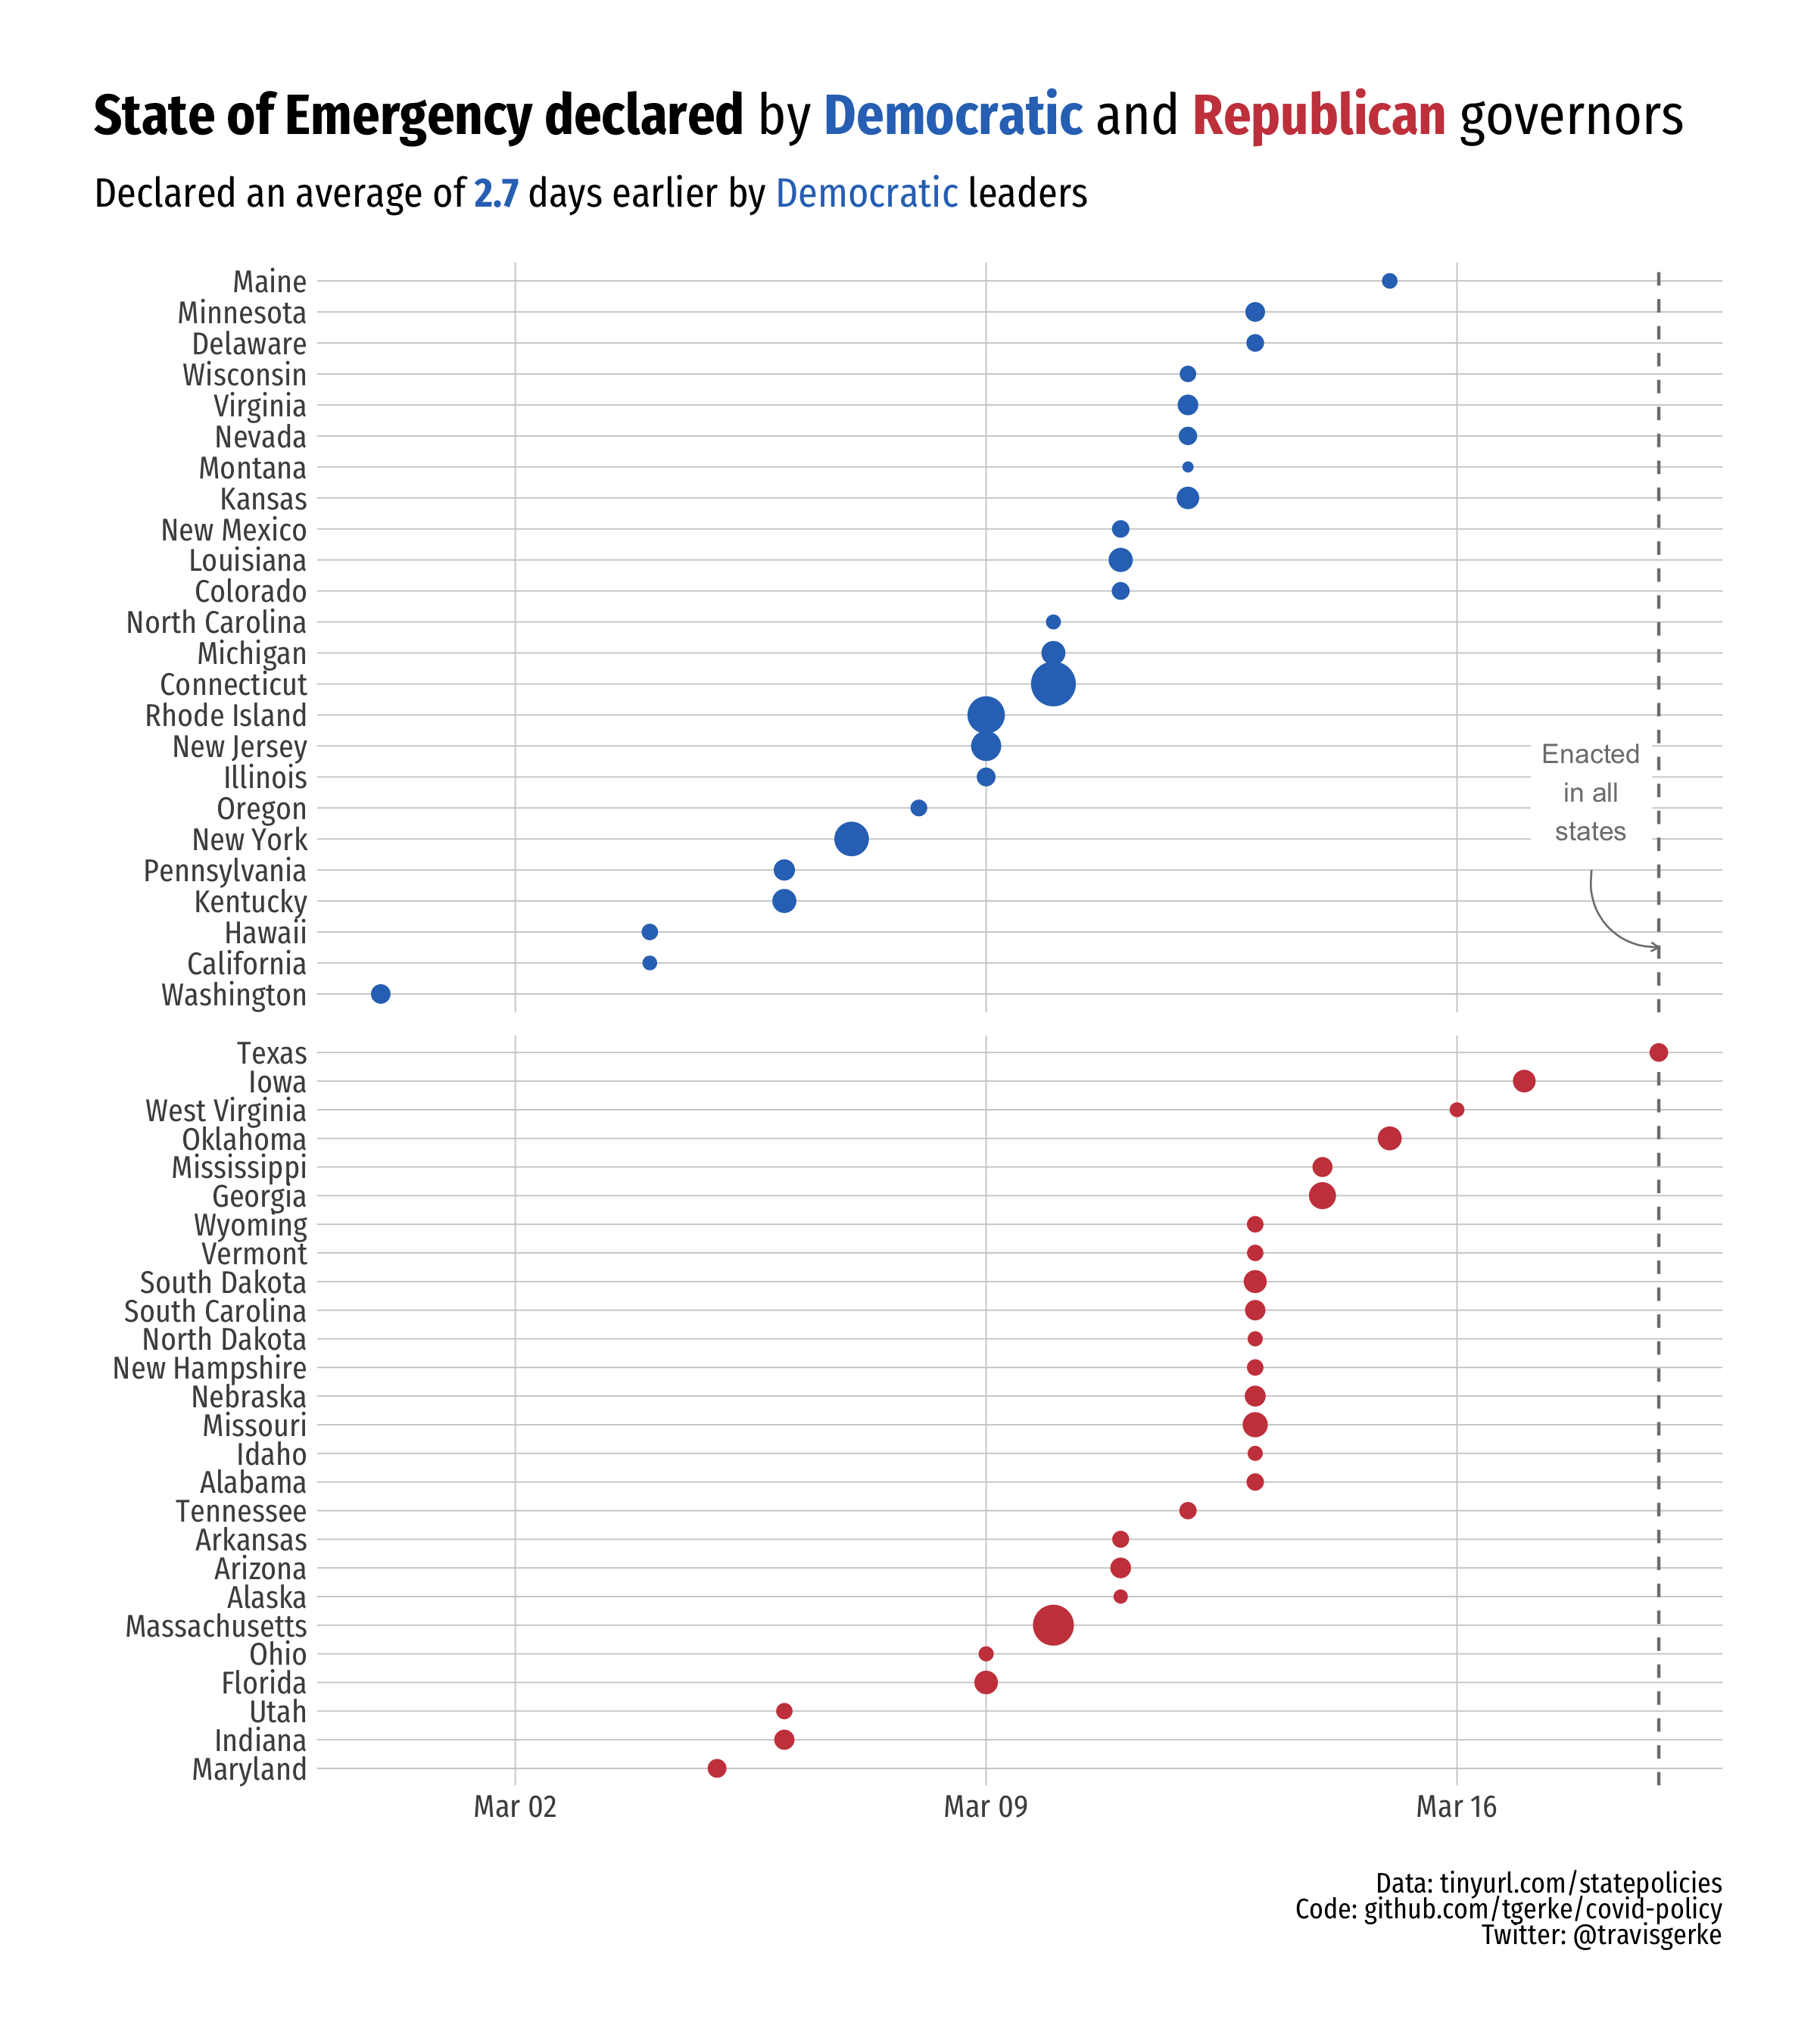 State of Emergency declared by Democratic and Republican governors
Declared an average of 2.7 days earlier by Democratic leaders
Maine
Minnesota
Delaware
Wisconsin
Virginia
Nevada
Montana
Kansas
New Mexico
Louisiana
Colorado
North Carolina
Michigan
Connecticut
Rhode Island
New Jersey
Illinois
Oregon
New York
Pennsylvania
Kentucky
Hawaii
California
Washington
Enacted
in all
states
Texas
Iowa
West Virginia
Oklahoma
Mississippi
Georgia
Wyoming
Vermont
South Dakota
South Carolina
North Dakota
New Hampshire
Nebraska
Missouri
Idaho
Alabama
Tennessee
Arkansas
Arizona
Alaska
Massachusetts
Ohio
Florida
Utah
Indiana
Maryland
Mar 02 Mar 09 Mar 16
Data: tinyurl.com/statepolicies
Code: github.com/tgerke/covid-policy
Twitter: @travisgerke